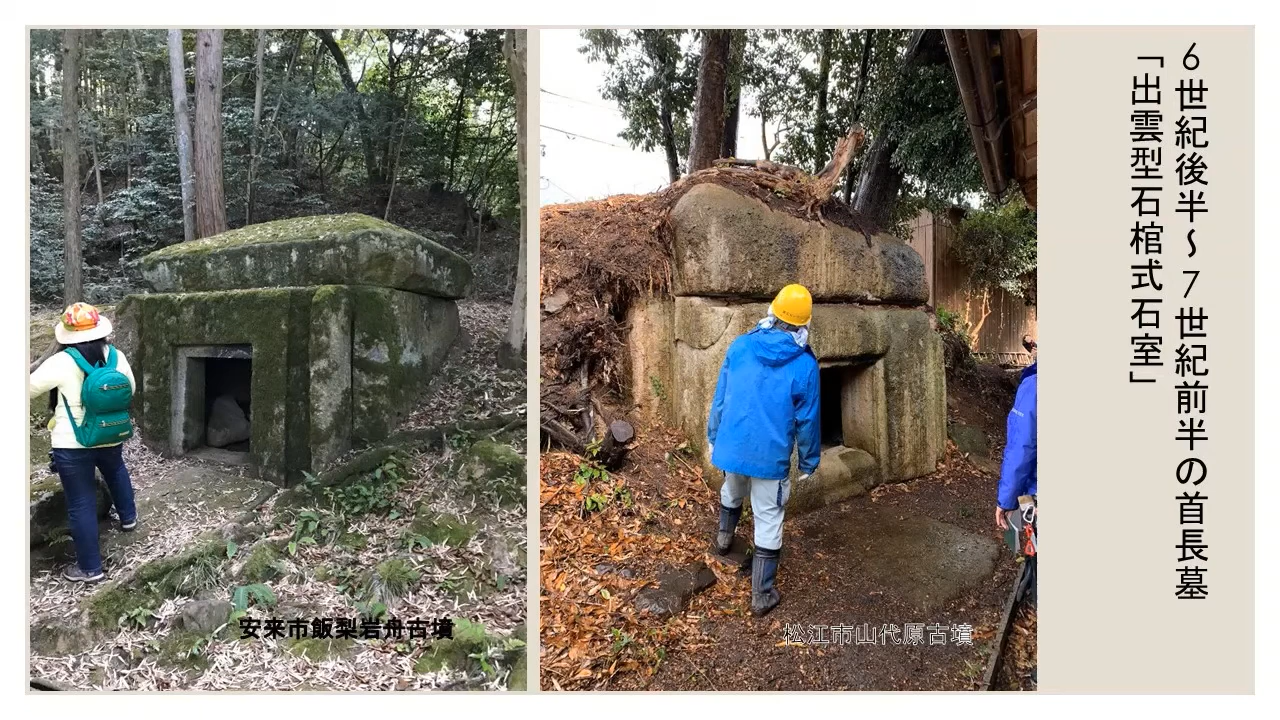 6世紀後半~7世紀前半の首長墓
「出雲型石棺式石室」
安来市飯梨岩舟古墳
松江市山代原古墳